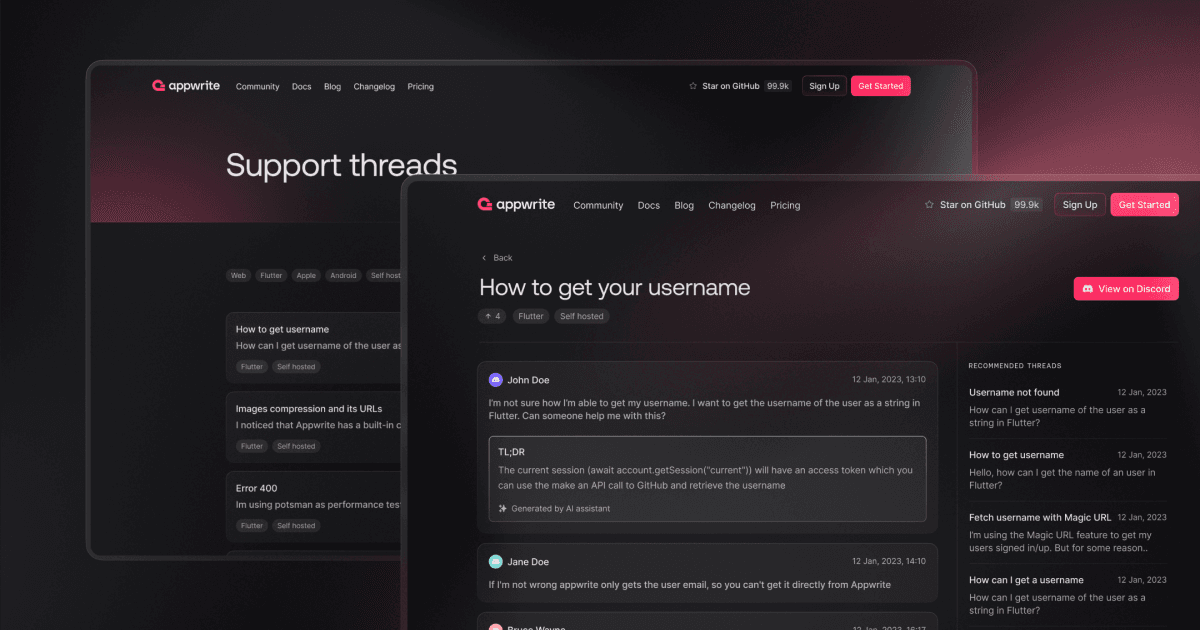 appwrite Community Docs Blog Changelog Pricing Star on GitHub 99.9k Sign Up Get Started
Support threads
Web Flutter Apple Android Self host
How to get username
How can I get username of the user as
Flutter Self hosted
Images compression and its URLs
I noticed that Appwrite has a built-in c
Flutter Self hosted
Error 400
Im using potsman as performance test
Flutter Self hosted
appwrite Community Docs Blog Changelog Pricing Star on GitHub 99.9k Sign Up Get Started
Back
How to get your username
View on Discord
4 Flutter Self hosted
John Doe 12 Jan, 2023, 13:10
I'm not sure how I'm able to get my username. I want to get the username of the user as a string in
Flutter. Can someone help me with this?
TL;DR
The current session (await account.getSession("current")) will have an access token which you
can use the make an API call to GitHub and retrieve the username
Generated by AI assistant
Jane Doe 12 Jan, 2023, 14:10
If I'm not wrong appwrite only gets the user email, so you can't get it directly from Appwrite
Bruce Wayne 12 Jan, 2023, 16:17
RECOMMENDED THREADS
Username not found 12 Jan, 2023
How can I get username of the user as a
string in Flutter?
How to get username 12 Jan, 2023
Hello, how can I get the name of an user in
Flutter?
Fetch username with Magic URL 12 Jan, 2023
I'm using the Magic URL feature to get my
users signed in/up. But for some reason..
How can I get a username 12 Jan, 2023
How can I get username of the user as a
string in Flutter?